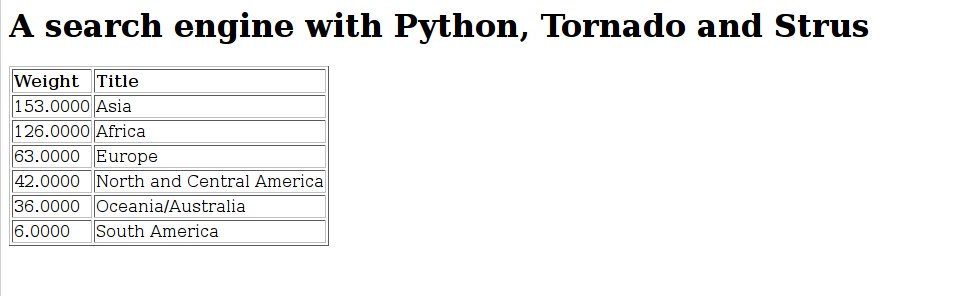 A search engine with Python, Tornado and Strus
Weight Title
153.0000 Asia
126.0000 Africa
63.0000 Europe
42.0000 North and Central America
36.0000 Oceania/Australia
6.0000 South America